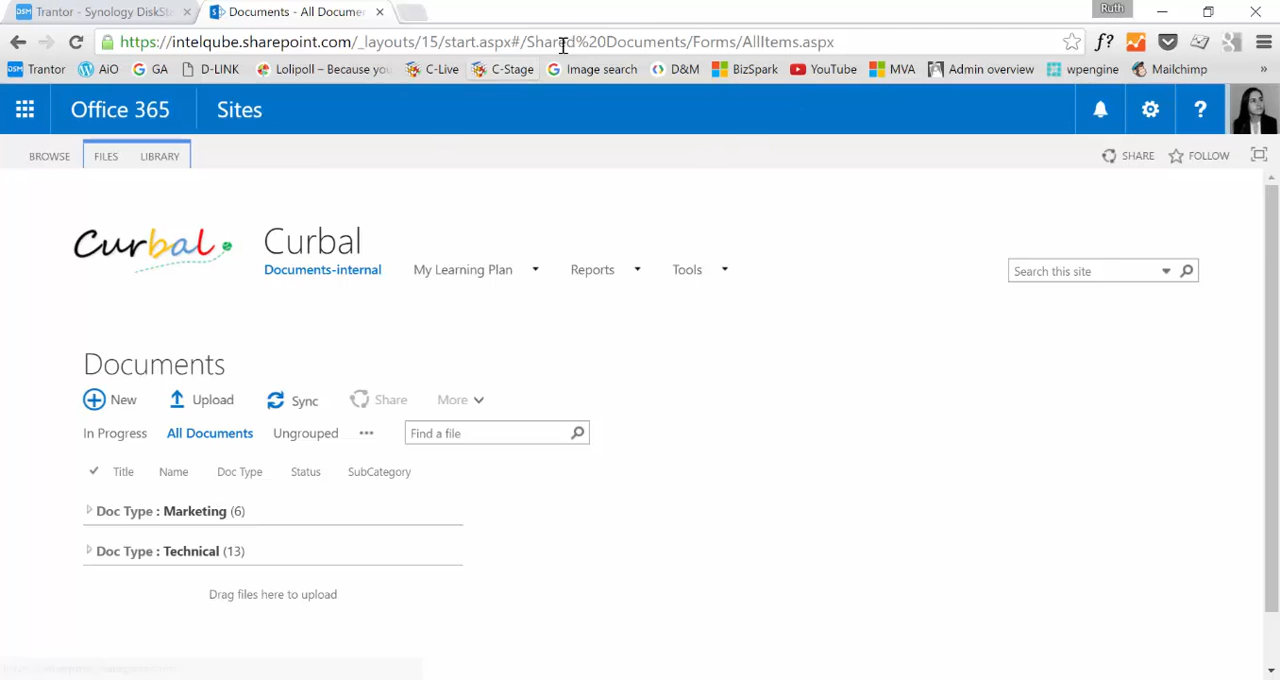 Trantor - Synology DiskSt
Documents - All Documen
Ruth
https://intelqube.sharepoint.com/_layouts/15/start.aspx#/Shared%20Documents/Forms/AllItems.aspx
f?
DSM Trantor AiO GA D-LINK Lolipoll – Because you C-Live C-Stage Image search D&M BizSpark YouTube MVA Admin overview wpengine Mailchimp »
Office 365 Sites
BROWSE FILES LIBRARY SHARE FOLLOW
Curbal Curbal
Documents-internal My Learning Plan Reports Tools Search this site
Documents
New Upload Sync Share More
In Progress All Documents Ungrouped ••• Find a file
Title Name Doc Type Status SubCategory
Doc Type : Marketing (6)
Doc Type : Technical (13)
Drag files here to upload